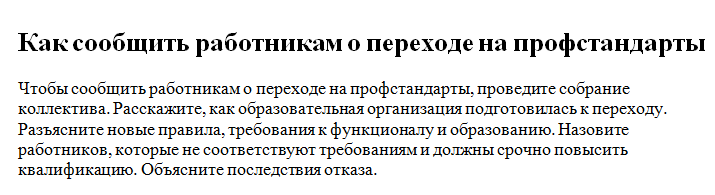 Как сообщить работникам о переходе на профстандарты
Чтобы сообщить работникам о переходе на профстандарты, проведите собрание
коллектива. Расскажите, как образовательная организация подготовилась к переходу.
Разъясните новые правила, требования к функционалу и образованию. Назовите
работников, которые не соответствуют требованиям и должны срочно повысить
квалификацию. Объясните последствия отказа.